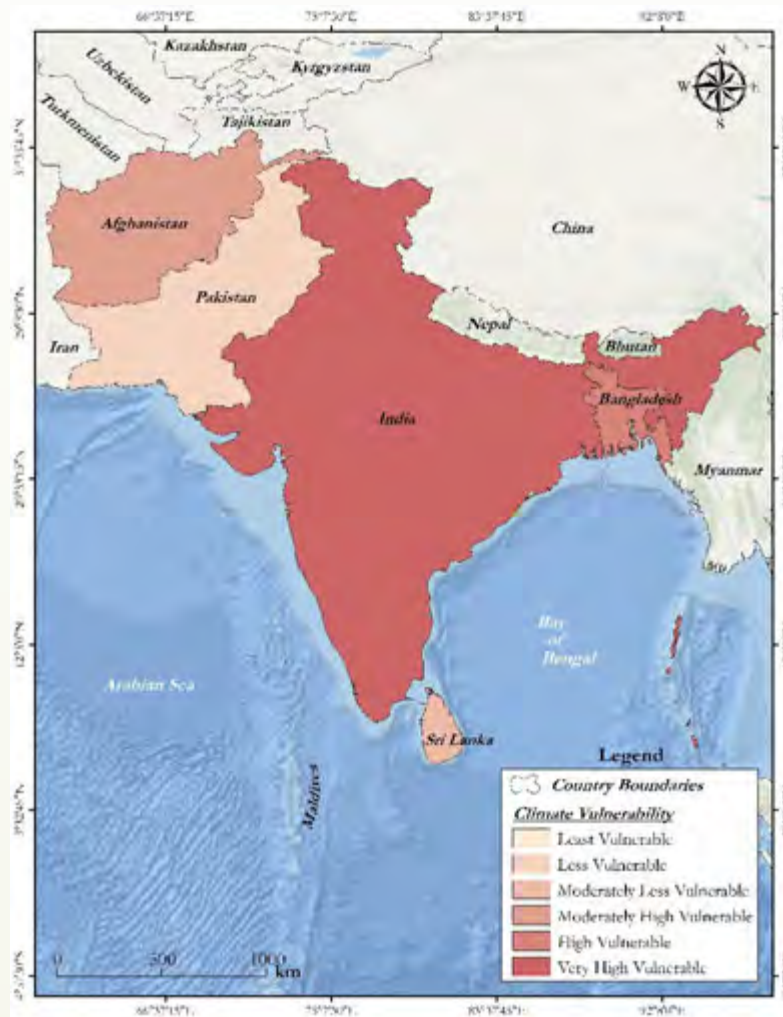 Kazakhstan
Uzbekistan
Kyrgyzstan
Turkmenistan
Tajikistan
N
W
E
S
Afghanistan
China
Pakistan
Nepal
Iran
Bhutan
Bangladesh
India
Myanmar
Bay
of
Bengal
Arabian Sea
Sri Lanka
Maldives
Legend
Country Boundaries
Climate Vulnerability
Least Vulnerable
Less Vulnerable
Moderately Less Vulnerable
Moderately High Vulnerable
High Vulnerable
Very High Vulnerable
0 500 1000
km